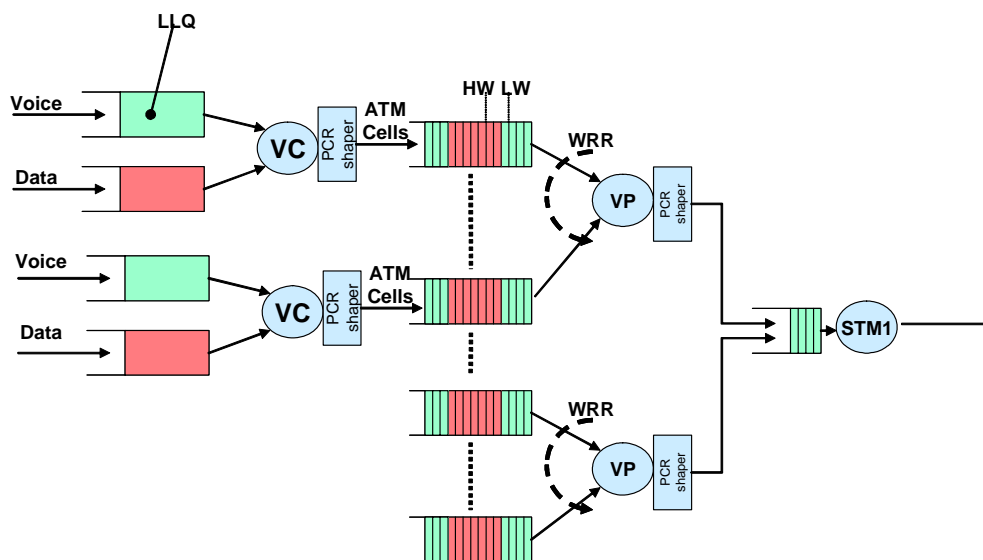 LLQ
Voice
Data
VC
PCR
shaper
ATM
Cells
HW LW
WRR
VP
PCR
shaper
Voice
Data
VC
PCR
shaper
ATM
Cells
STM1
WRR
VP
PCR
shaper